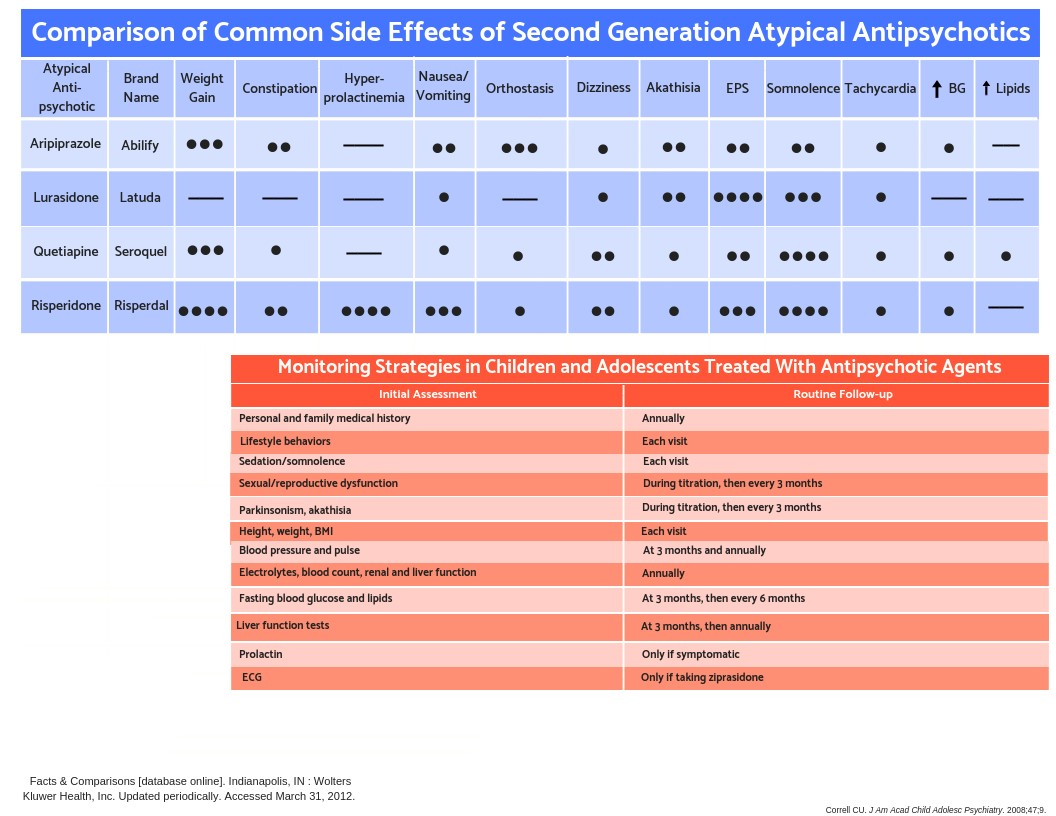 Comparison of Common Side Effects of Second Generation Atypical Antipsychotics
Atypical Anti-psychotic Brand Name Weight Gain Constipation Hyper-prolactinemia Nausea/Vomiting Orthostasis Dizziness Akathisia EPS Somnolence Tachycardia ↑ BG ↑ Lipids
Aripiprazole Abilify ●●● ●● — ●● ●●● ● ●● ●● ●● ● ● —
Lurasidone Latuda — — — ● — ● ●● ●●●● ●●● ● — —
Quetiapine Seroquel ●●● ● — ● ● ●● ● ●● ●●●● ● ● ●
Risperidone Risperdal ●●●● ●● ●●●● ●●● ● ●● ● ●●● ●●●● ● ● —
Monitoring Strategies in Children and Adolescents Treated With Antipsychotic Agents
Initial Assessment Routine Follow-up
Personal and family medical history Annually
Lifestyle behaviors Each visit
Sedation/somnolence Each visit
Sexual/reproductive dysfunction During titration, then every 3 months
Parkinsonism, akathisia During titration, then every 3 months
Height, weight, BMI Each visit
Blood pressure and pulse At 3 months and annually
Electrolytes, blood count, renal and liver function Annually
Fasting blood glucose and lipids At 3 months, then every 6 months
Liver function tests At 3 months, then annually
Prolactin Only if symptomatic
ECG Only if taking ziprasidone
Facts & Comparisons [database online]. Indianapolis, IN : Wolters
Kluwer Health, Inc. Updated periodically. Accessed March 31, 2012.
Correll CU. J Am Acad Child Adolesc Psychiatry. 2008;47;9.